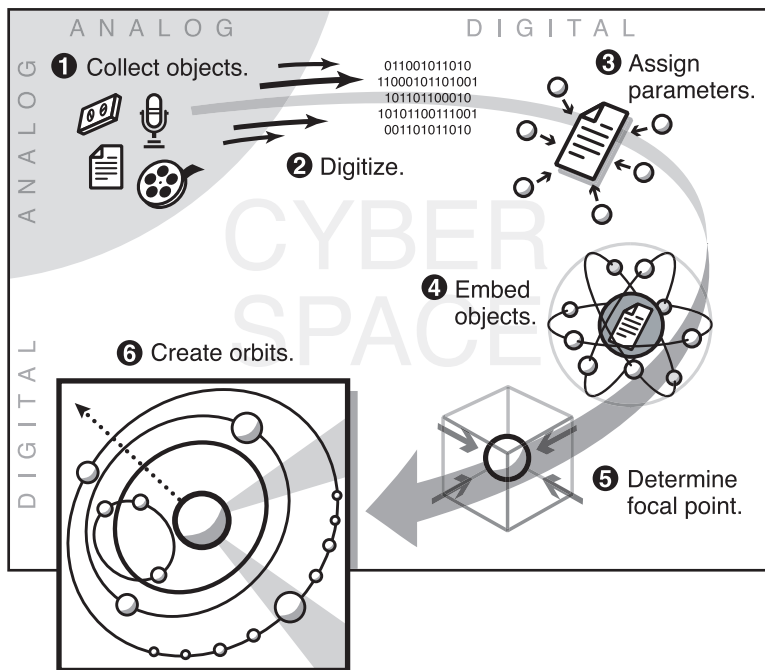 ANALOG
DIGITAL
ANALOG
DIGITAL
1 Collect objects.
011001011010
11000101101001
101101100010
10101100111001
001101011010
2 Digitize.
3 Assign
parameters.
CYBER
SPACE
4 Embed
objects.
5 Determine
focal point.
6 Create orbits.